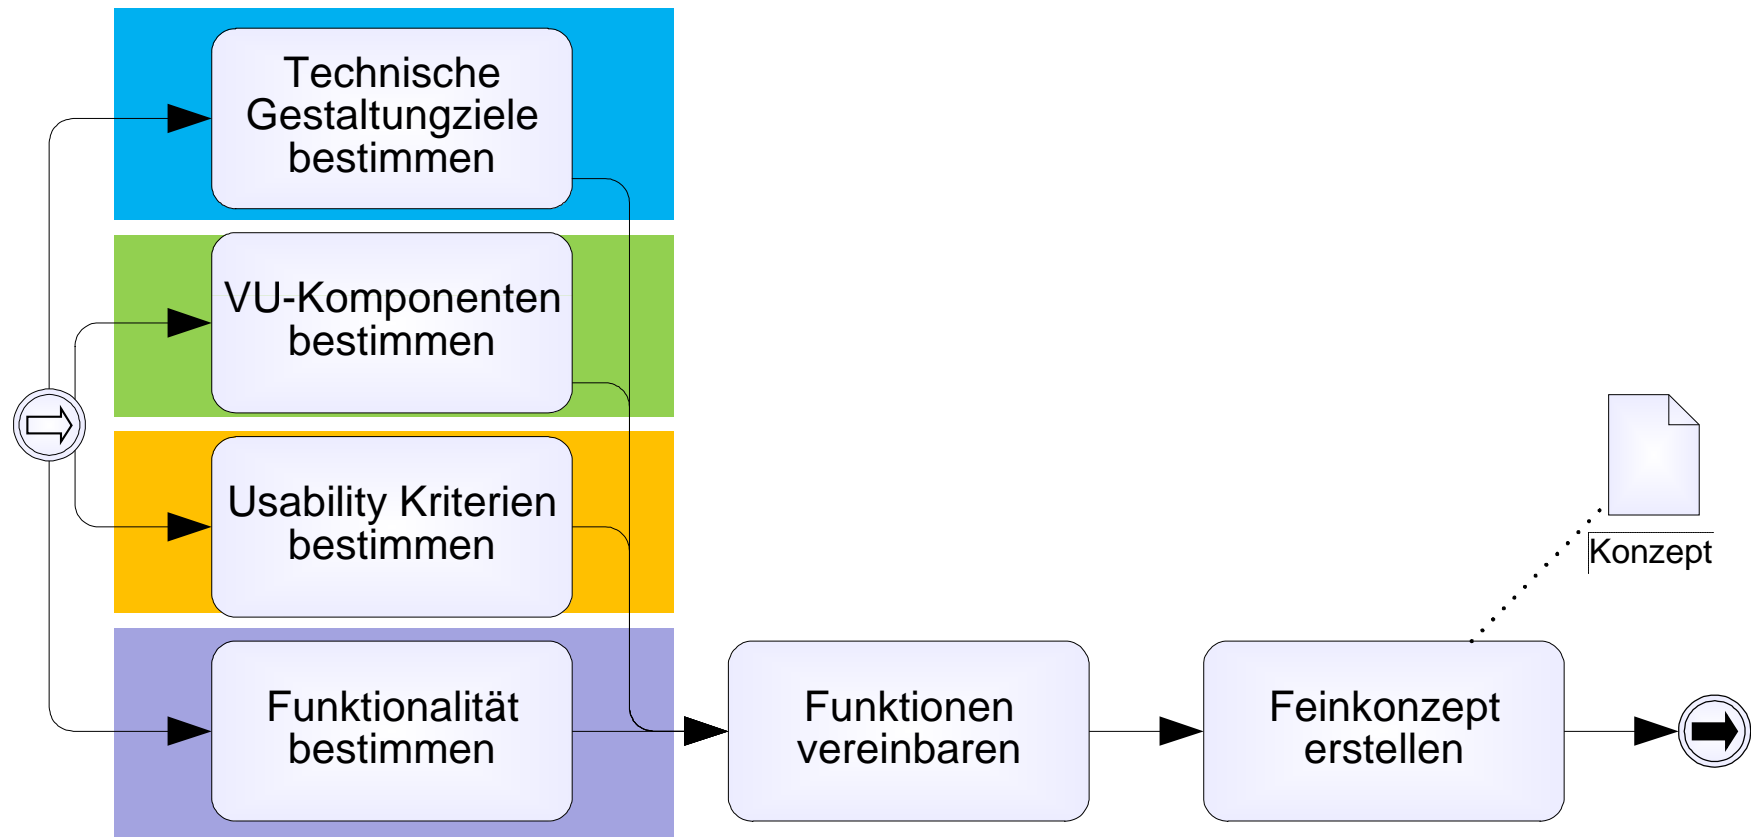 Technische
Gestaltungziele
bestimmen
VU-Komponenten
bestimmen
Usability Kriterien
bestimmen
Funktionalität
bestimmen
Funktionen
vereinbaren
Feinkonzept
erstellen
Konzept